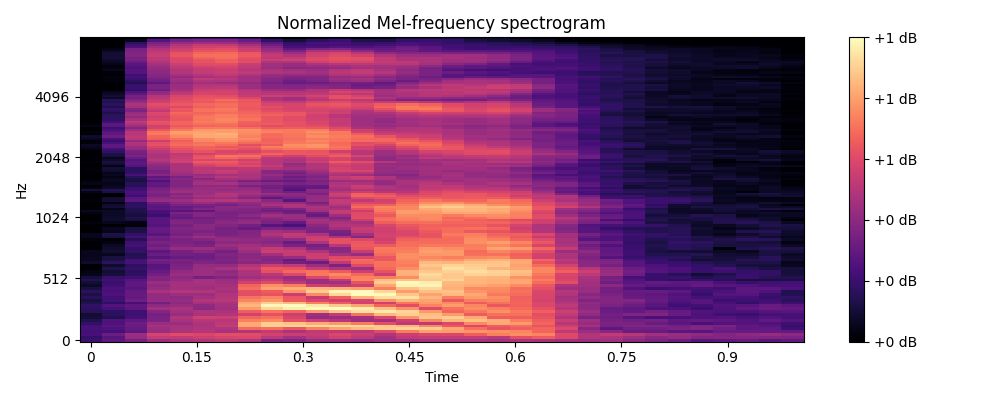 Normalized Mel-frequency spectrogram
+1 dB
4096
+1 dB
2048
+1 dB
Hz
1024
+0 dB
512
+0 dB
0
+0 dB
0
0.15
0.3
0.45
0.6
0.75
0.9
Time